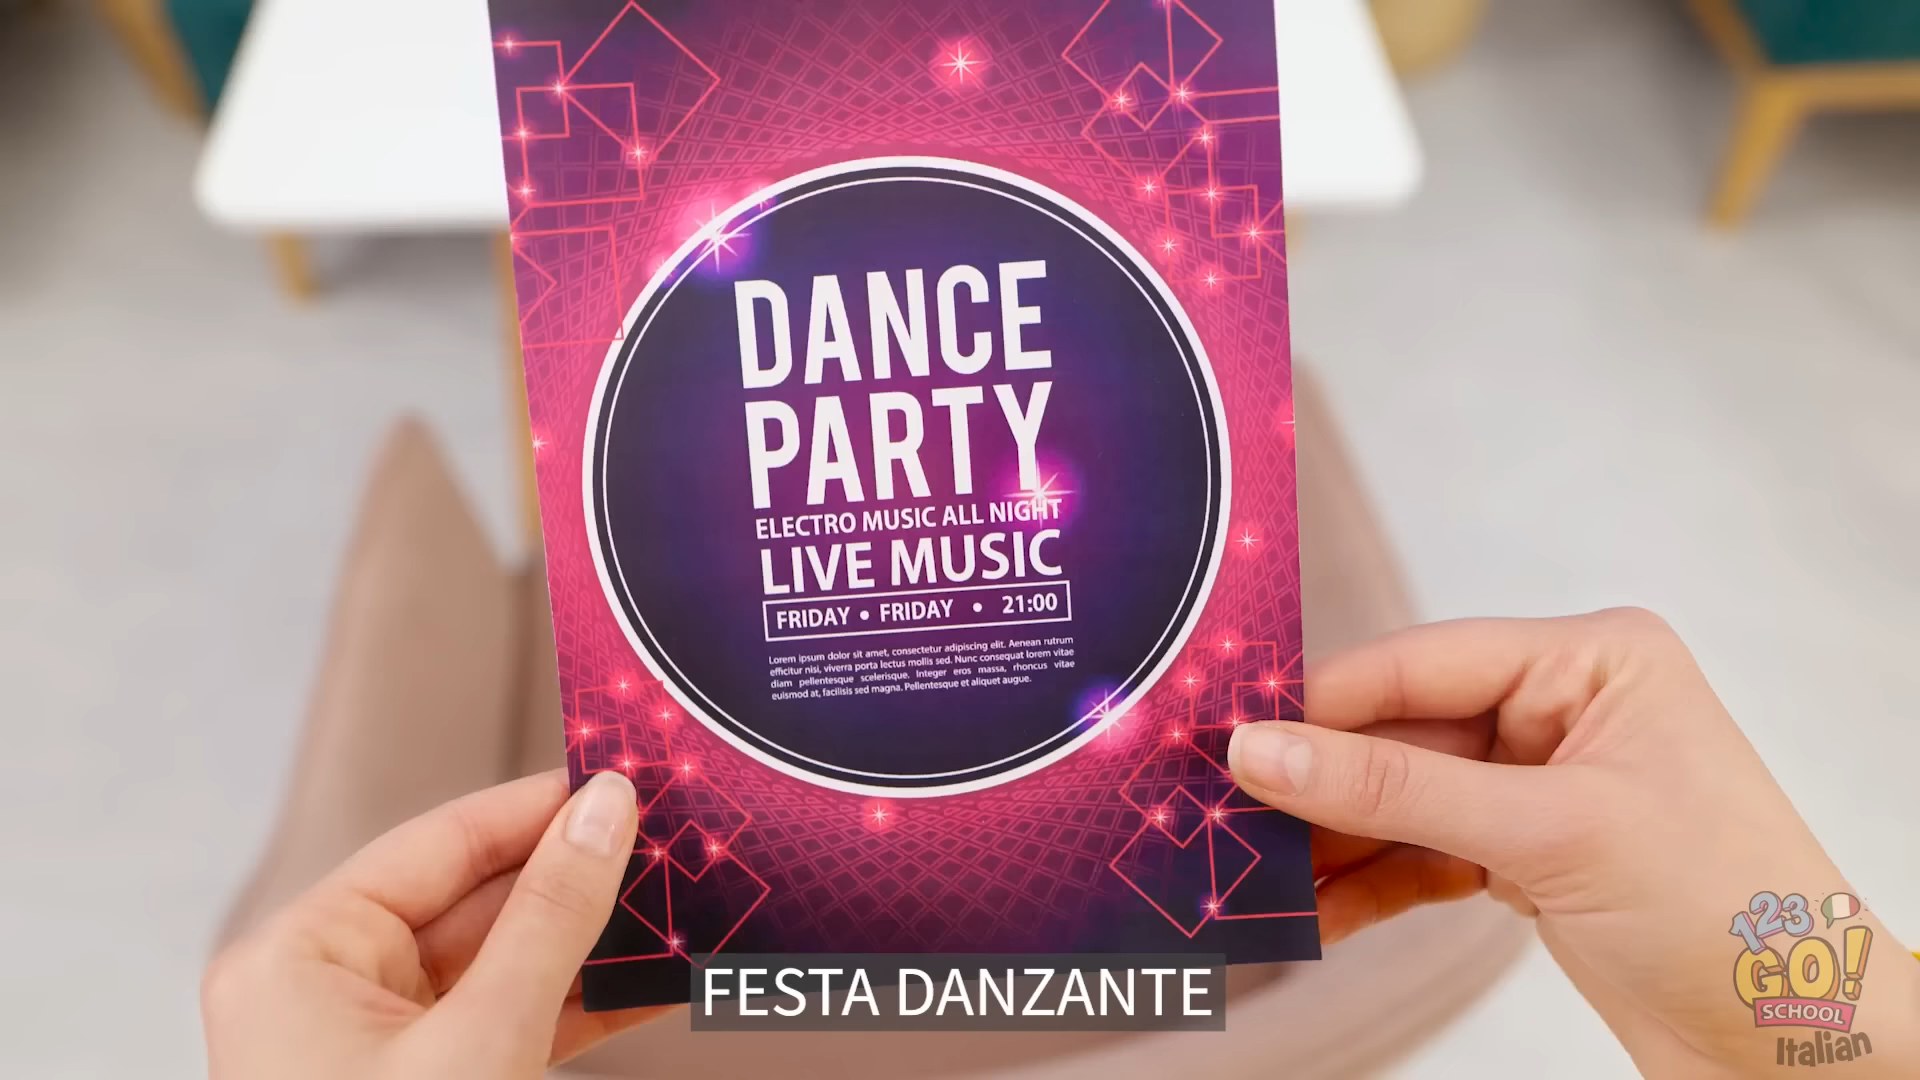 DANCE
PARTY
ELECTRO MUSIC ALL NIGHT
LIVE MUSIC
FRIDAY • FRIDAY • 21:00
Lorem ipsum dolor sit amet, consectetur adipiscing elit. Aenean rutrum
efficitur nisi, viverra porta lectus mollis sed. Nunc consequat lorem vitae
diam pellentesque scelerisque. Integer eros massa, rhoncus vitae
euismod at, facilisis sed magna. Pellentesque et aliquet augue.
FESTA DANZANTE
123
GO!
SCHOOL
Italian